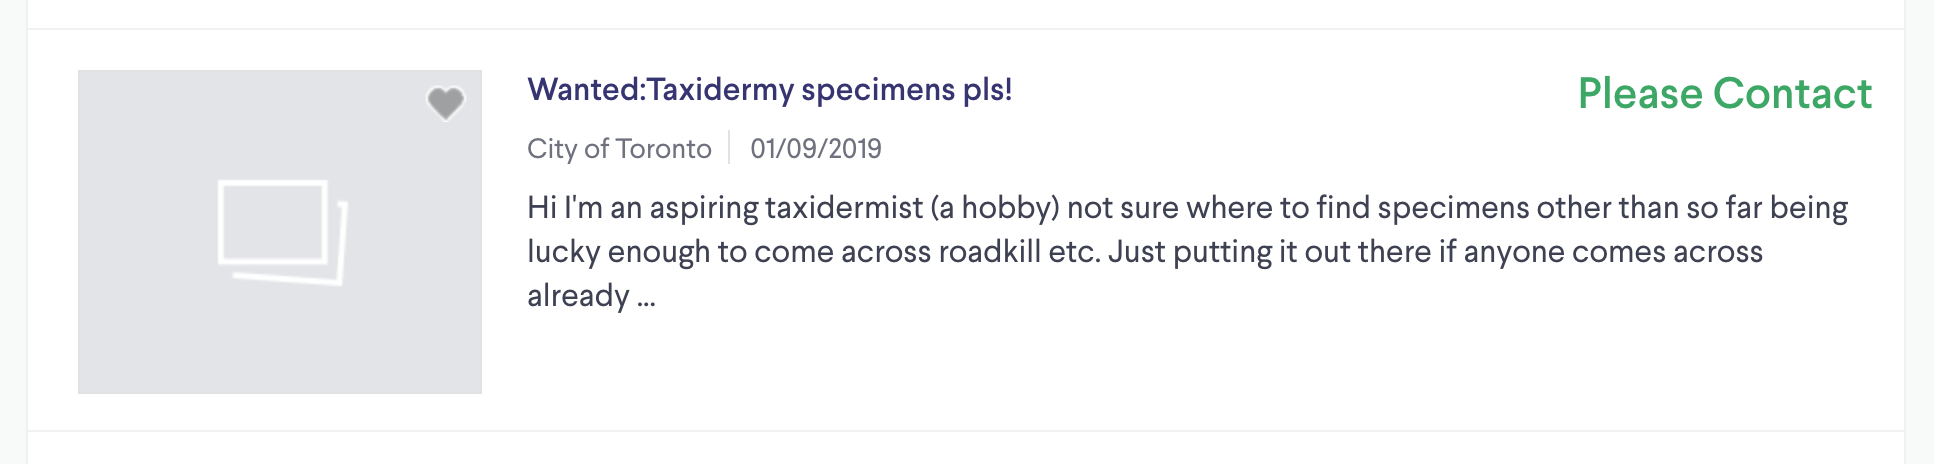 Wanted:Taxidermy specimens pls!
Please Contact
City of Toronto
01/09/2019
Hi I'm an aspiring taxidermist (a hobby) not sure where to find specimens other than so far being
lucky enough to come across roadkill etc. Just putting it out there if anyone comes across
already ...